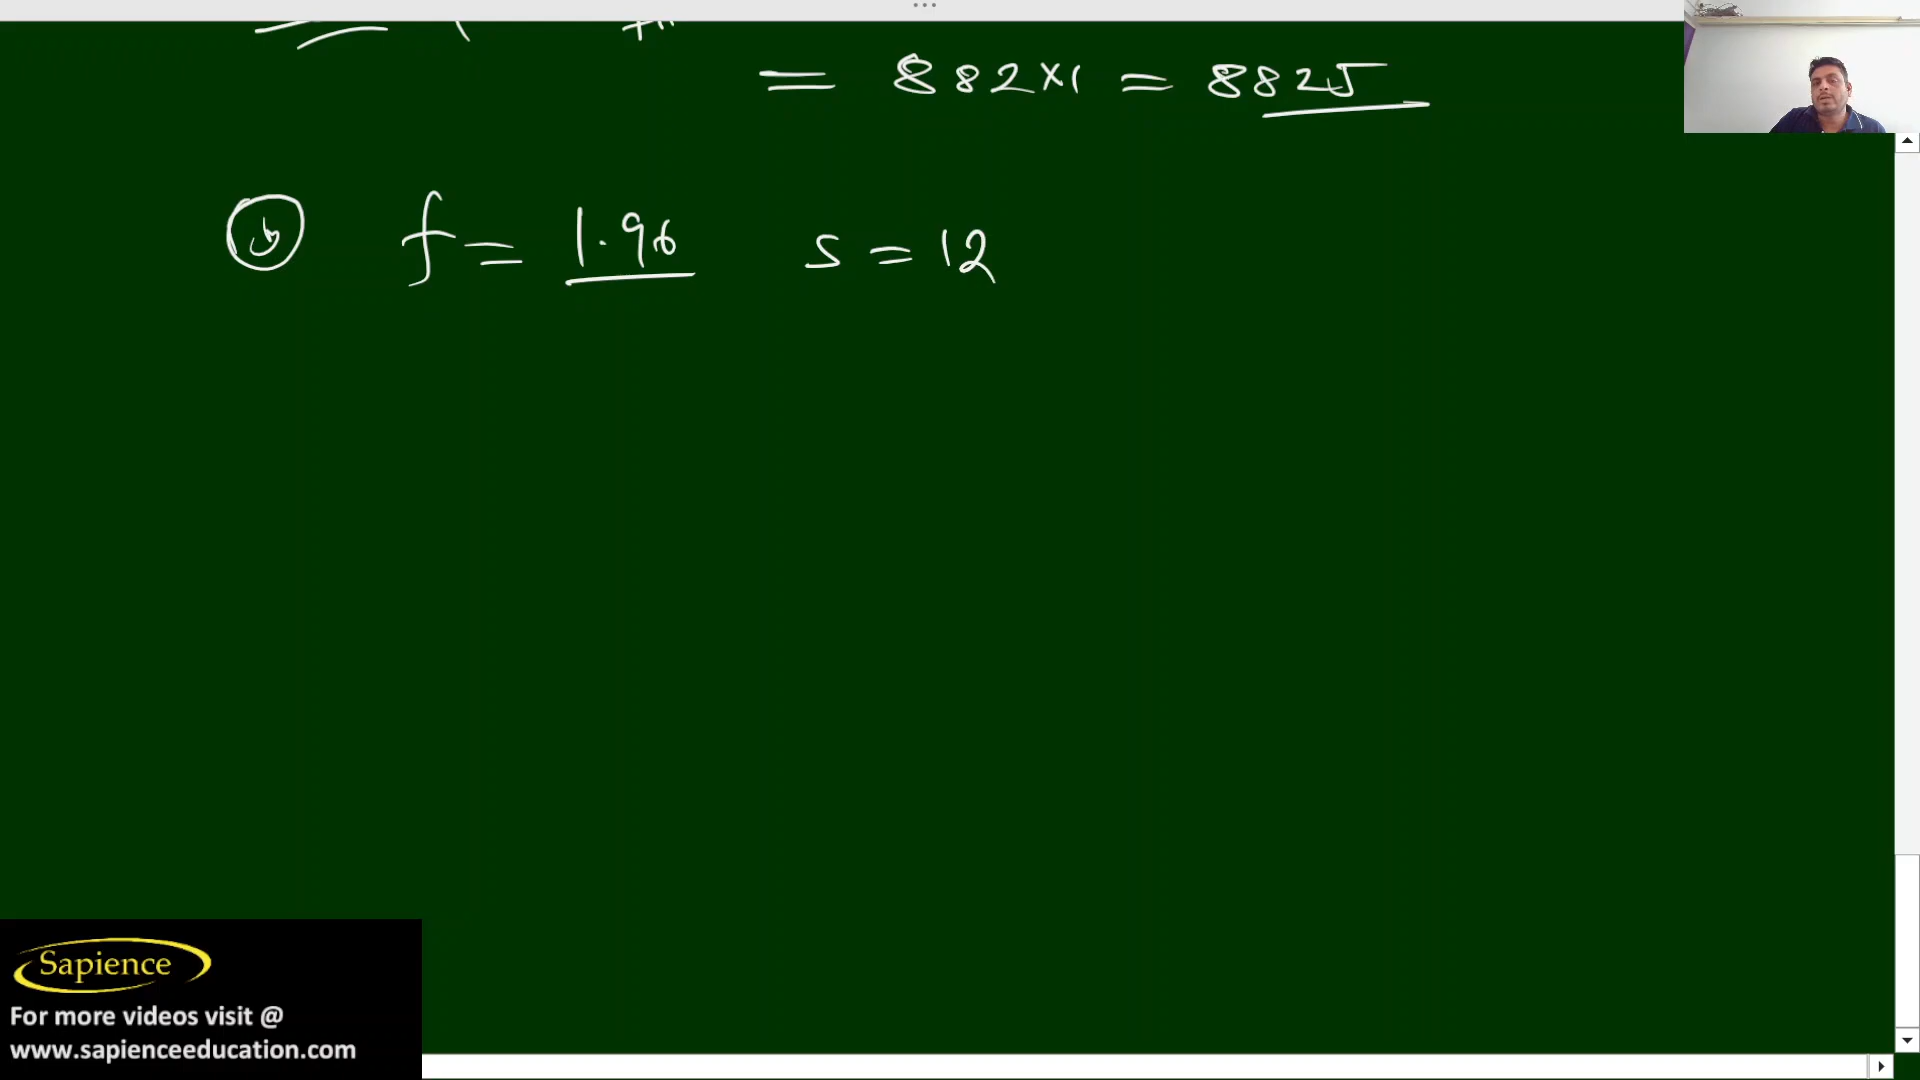 = 882×1 = 882J
b f = 1.96 s = 12
Sapience
For more videos visit @
www.sapienceeducation.com